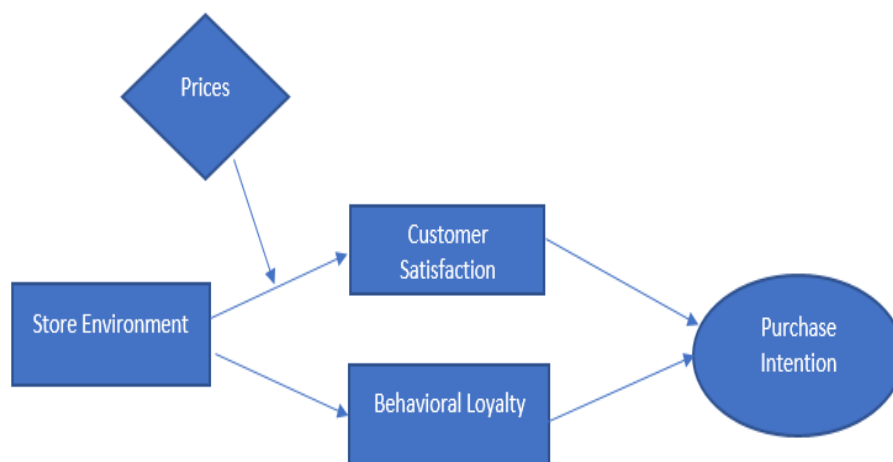 Prices
Customer
Satisfaction
Store Environment
Purchase
Intention
Behavioral Loyalty